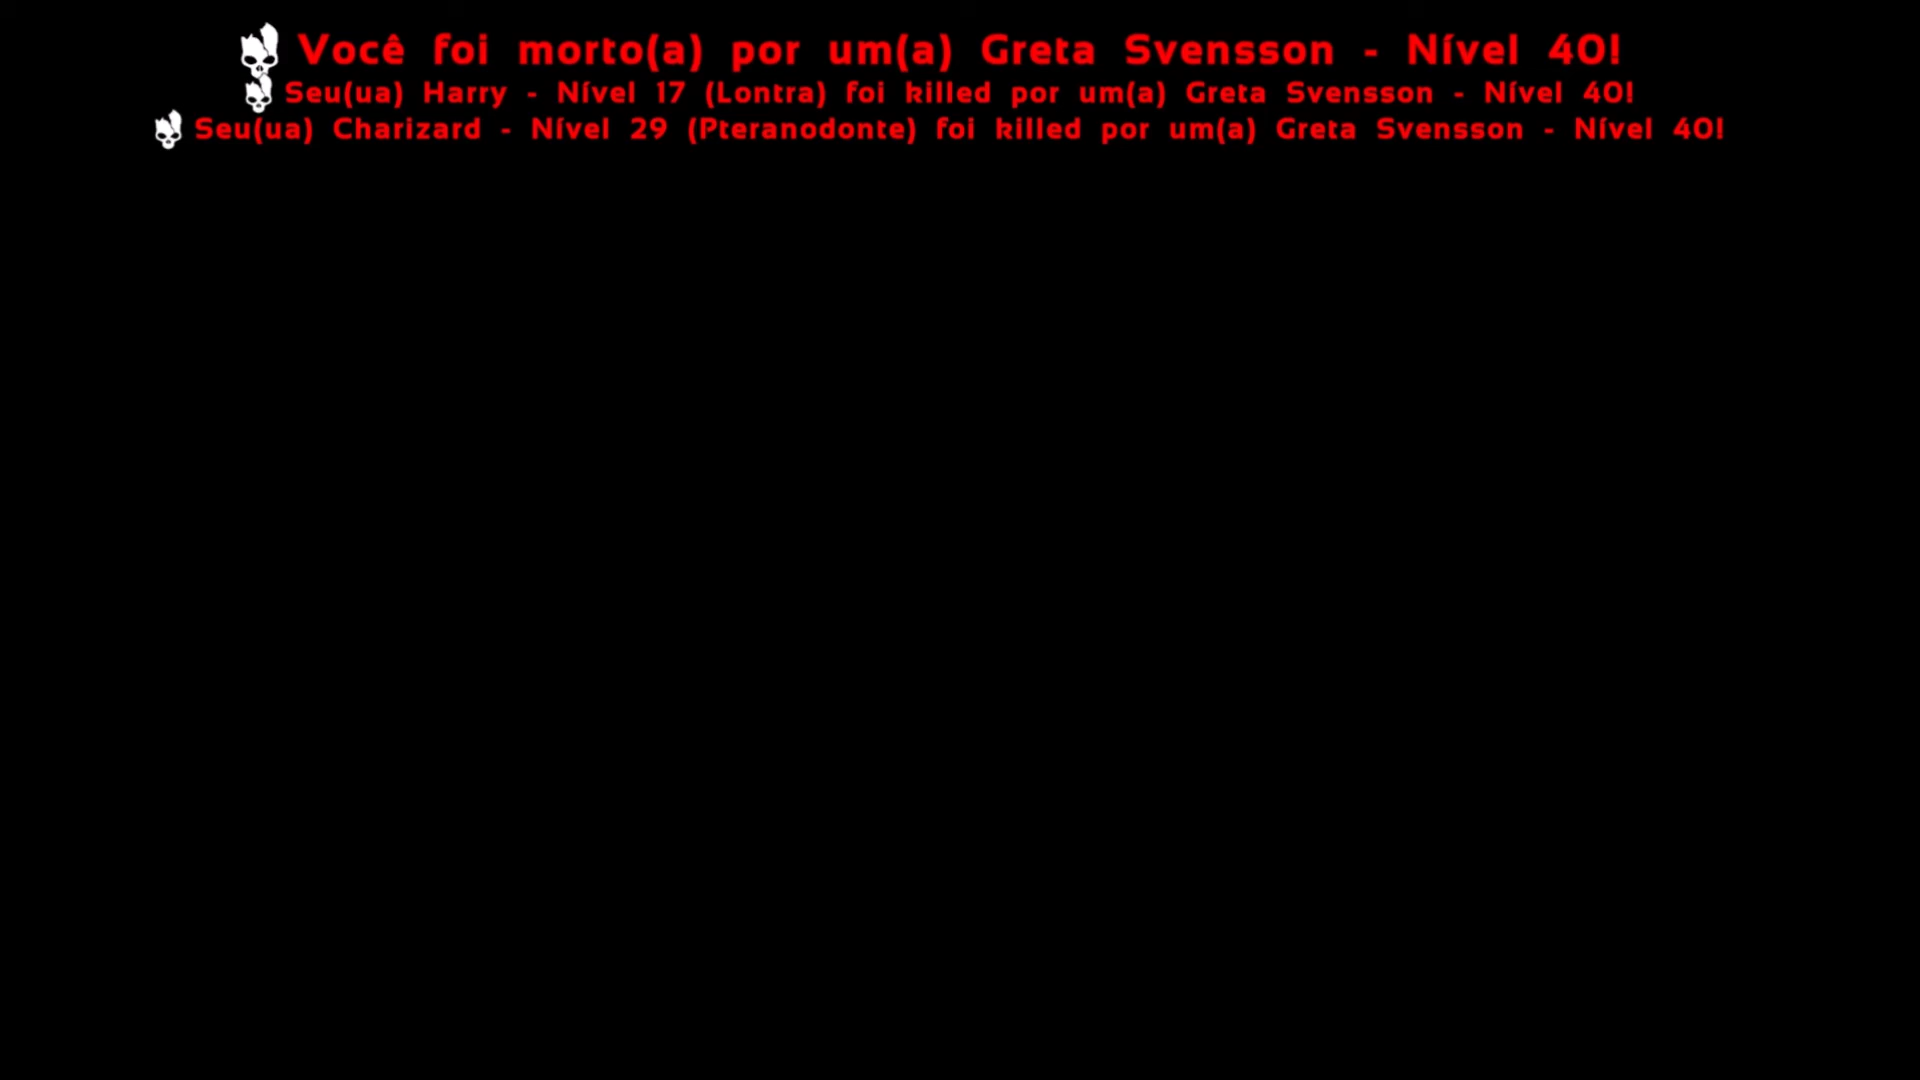 Você foi morto(a) por um(a) Greta Svensson - Nível 40!
Seu(ua) Harry - Nível 17 (Lontra) foi killed por um(a) Greta Svensson - Nível 40!
Seu(ua) Charizard - Nível 29 (Pteranodonte) foi killed por um(a) Greta Svensson - Nível 40!